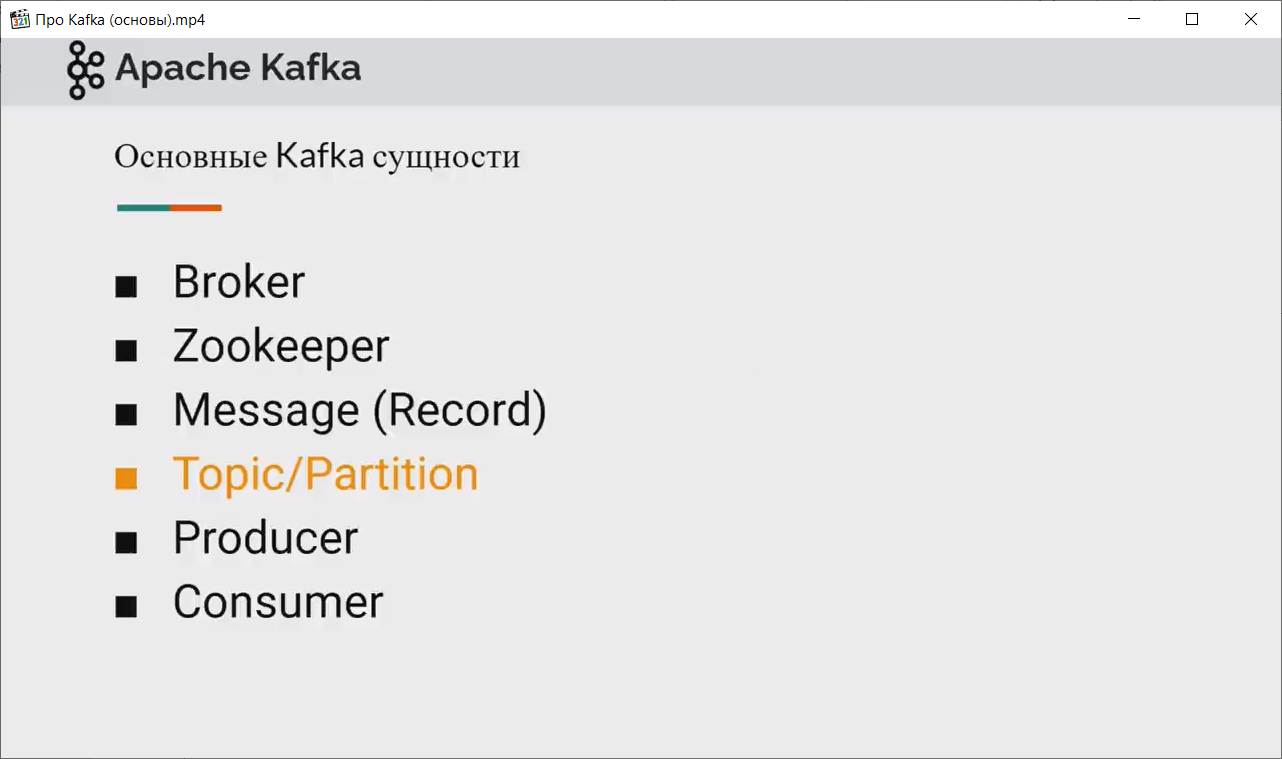 Про Kafka (основы).mp4
Apache Kafka
Основные Kafka сущности
Broker
Zookeeper
Message (Record)
Topic/Partition
Producer
Consumer